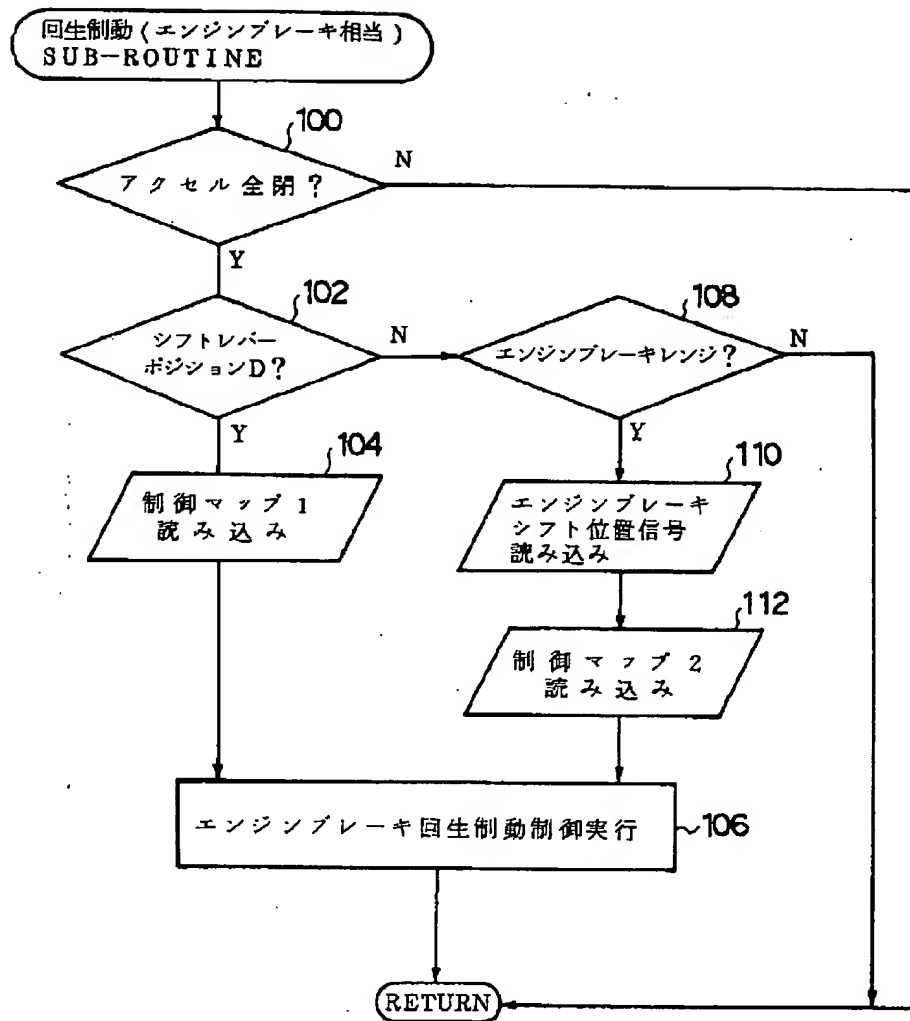 回生制動(エンジンブレーキ相当)
SUB-ROUTINE
100
アクセル全閉?
N
Y
102
シフトレバー
ポジションD?
N
Y
108
エンジンブレーキレンジ?
N
Y
104
制御マップ1
読み込み
110
エンジンブレーキ
シフト位置信号
読み込み
112
制御マップ2
読み込み
エンジンブレーキ回生制動制御実行
106
RETURN